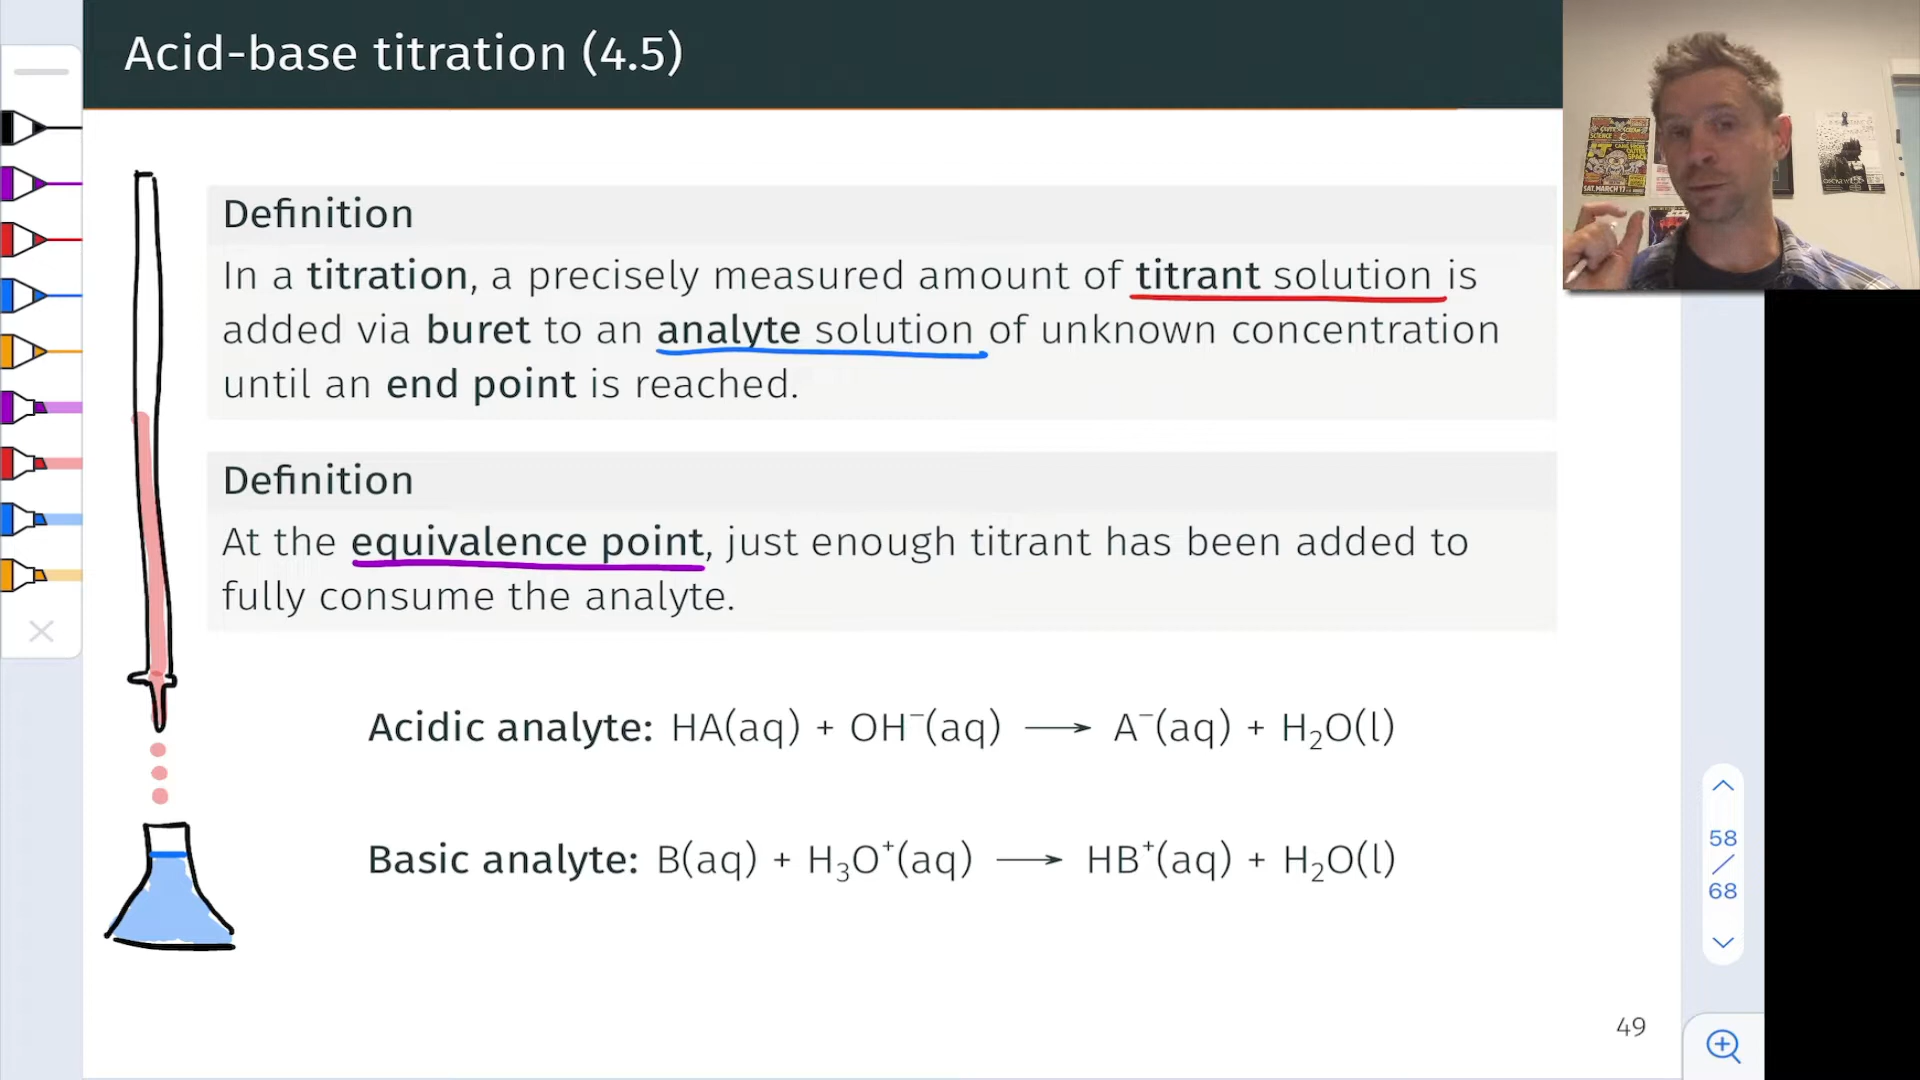 Acid-base titration (4.5)
Definition
In a titration, a precisely measured amount of titrant solution is
added via buret to an analyte solution of unknown concentration
until an end point is reached.
Definition
At the equivalence point, just enough titrant has been added to
fully consume the analyte.
Acidic analyte: HA(aq) + OH⁻(aq) ⟶ A⁻(aq) + H₂O(l)
Basic analyte: B(aq) + H₃O⁺(aq) ⟶ HB⁺(aq) + H₂O(l)
49
58
/
68
SAT. MARCH 17